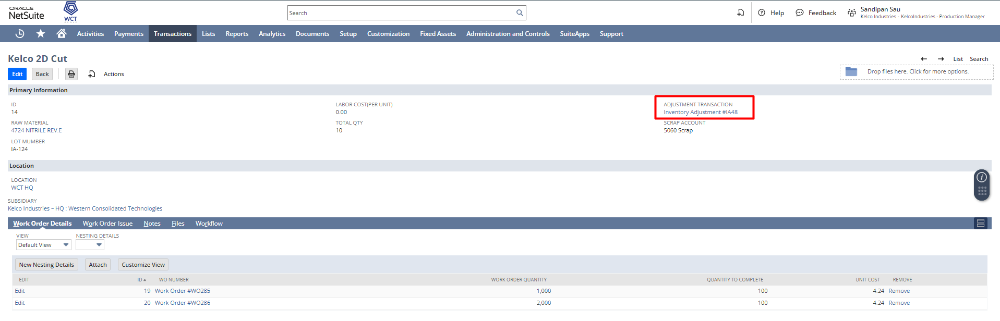 ORACLE
NetSuite
WCT
Search
Help
Feedback
Sandipan Sau
Kelco Industries - KelcoIndustries - Production Manager
Activities Payments Transactions Lists Reports Analytics Documents Setup Customization Fixed Assets Administration and Controls SuiteApps Support
Kelco 2D Cut
List Search
Edit Back Actions
Drop files here. Click for more options.
Primary Information
ID
14
RAW MATERIAL
4724 NITRILE REV.E
LOT MUMBER
IA-124
LABOR COST(PER UNIT)
0.00
TOTAL QTY
10
ADJUSTMENT TRANSACTION
Inventory Adjustment #IA48
SCRAP ACCOUNT
5060 Scrap
Location
LOCATION
WCT HQ
SUBSIDIARY
Kelco Industries – HQ : Western Consolidated Technologies
Work Order Details Work Order Issue Notes Files Workflow
VIEW NESTING DETAILS
Default View
New Nesting Details Attach Customize View
EDIT ID WO NUMBER WORK ORDER QUANTITY QUANTITY TO COMPLETE UNIT COST REMOVE
Edit 19 Work Order #WO285 1,000 100 4.24 Remove
Edit 20 Work Order #WO286 2,000 100 4.24 Remove